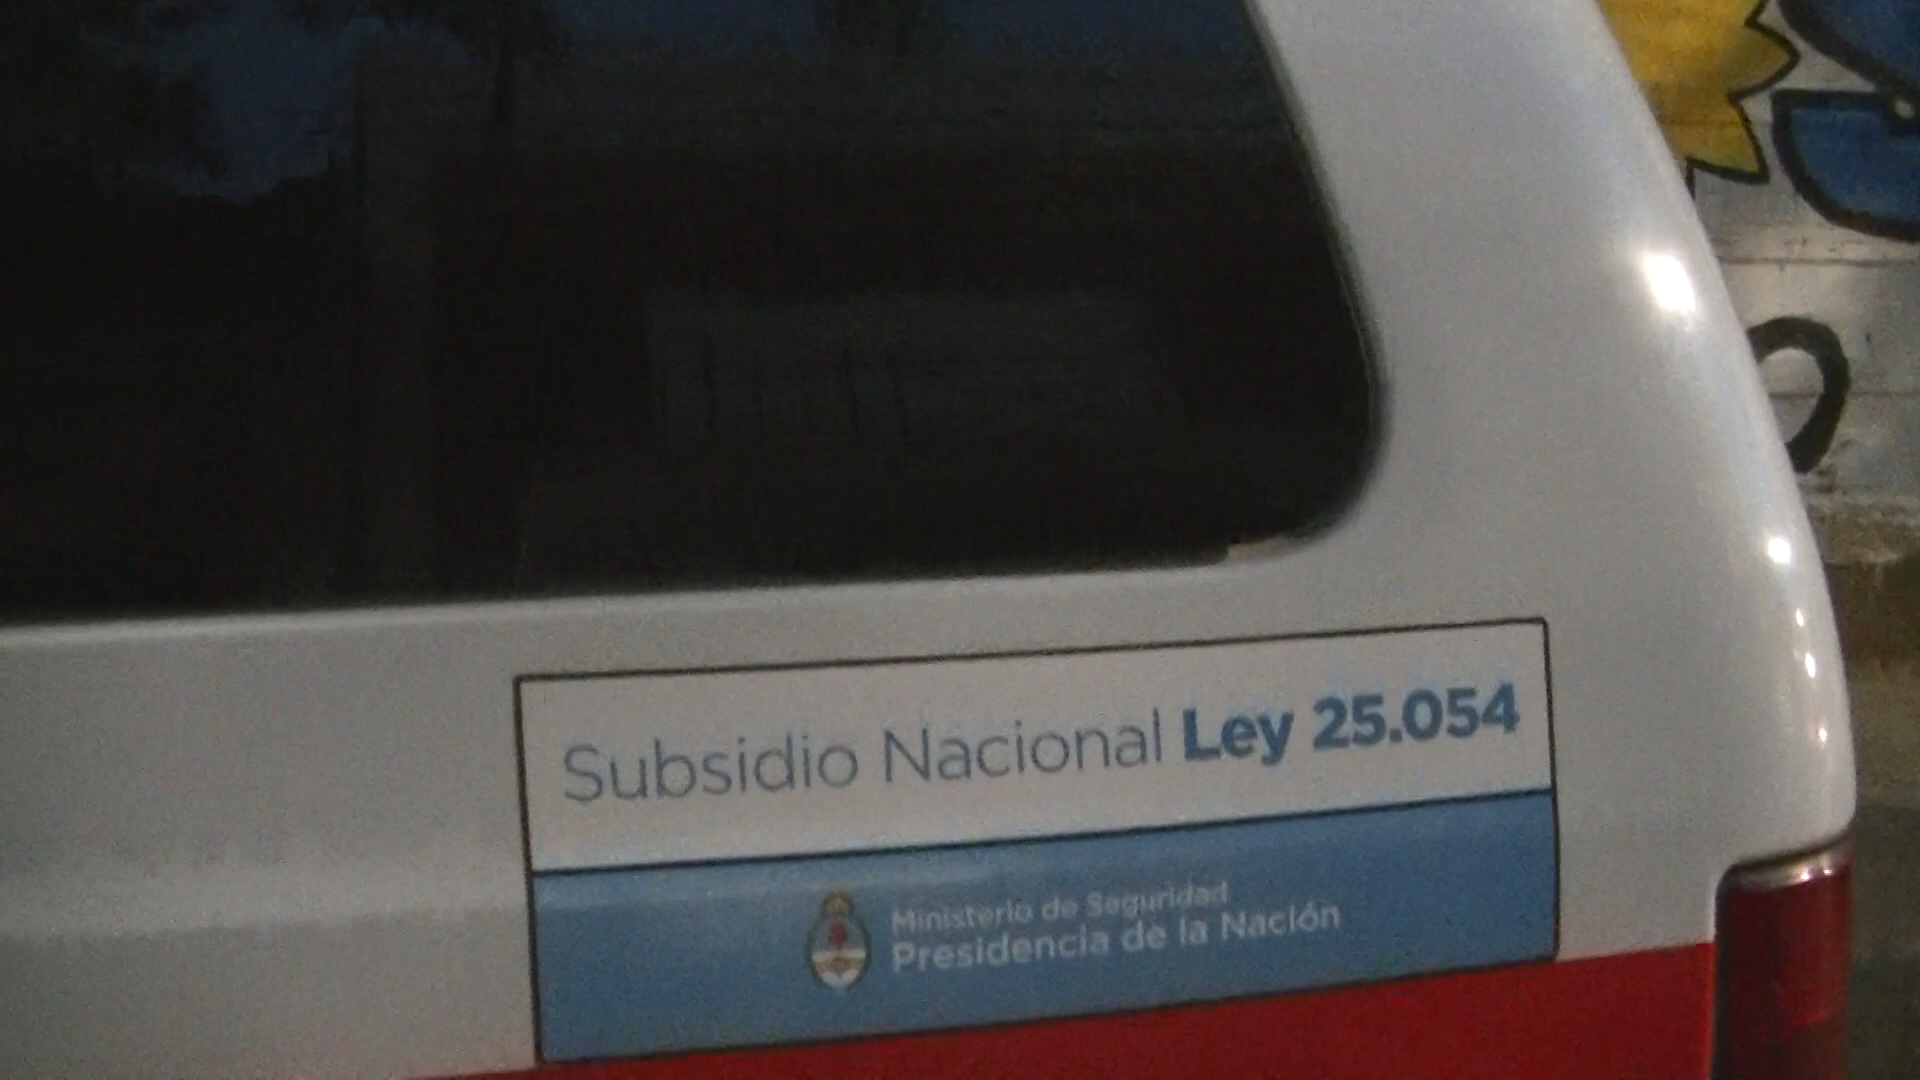 Subsidio Nacional Ley 25.054
Ministerio de Seguridad
Presidencia de la Nación